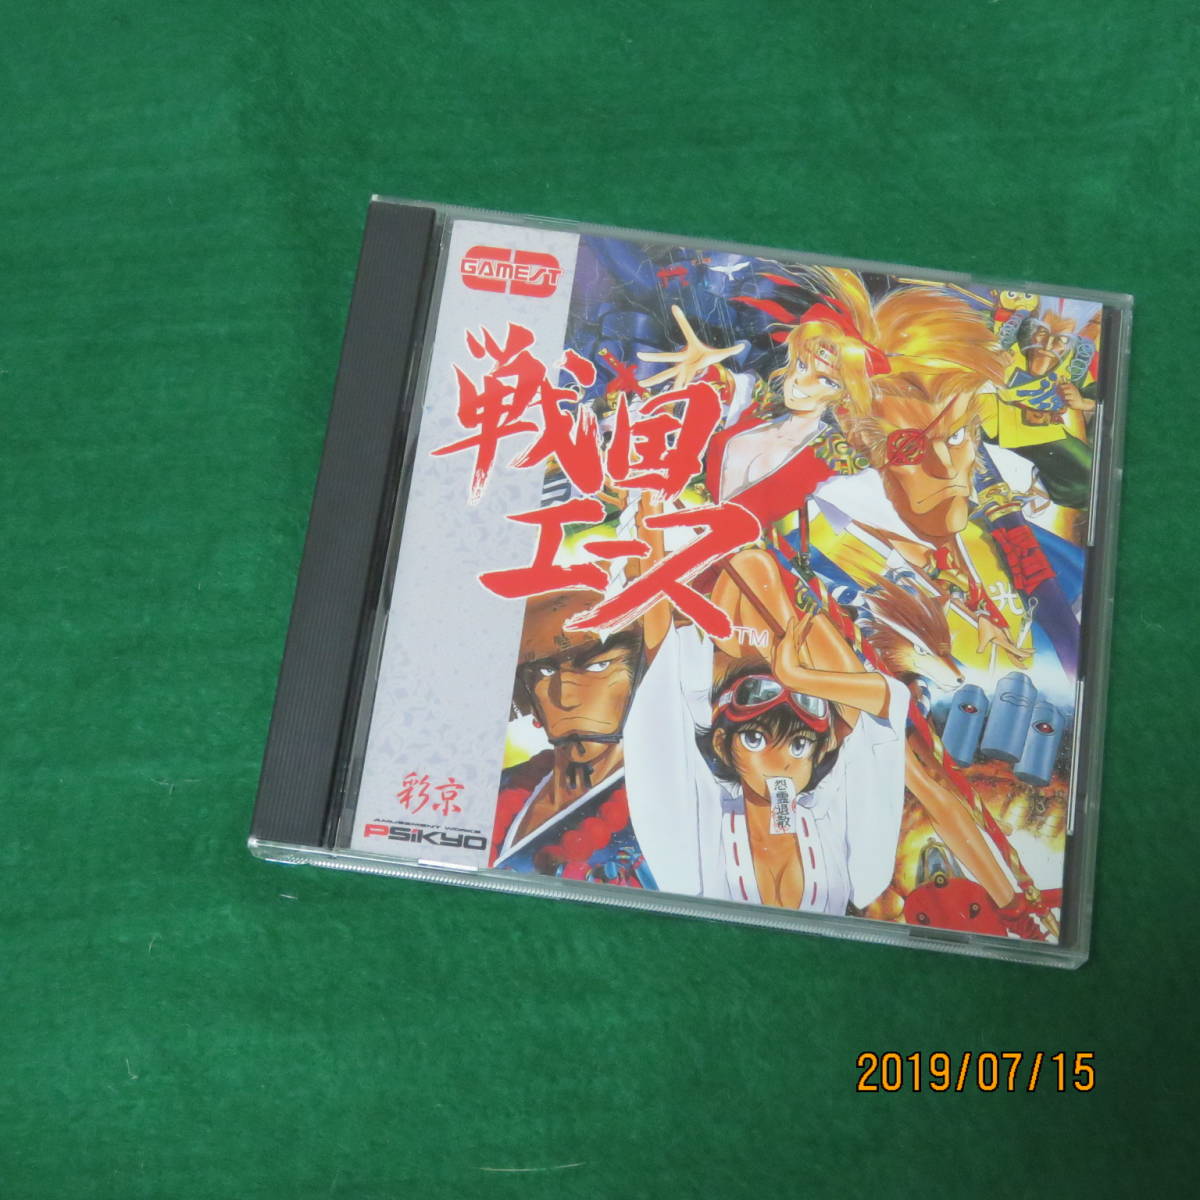 GAMEST
戦国
エース
TM
怨霊退散
光
彩京
AMUSEMENT WORKS
PSiKYO
2019/07/15